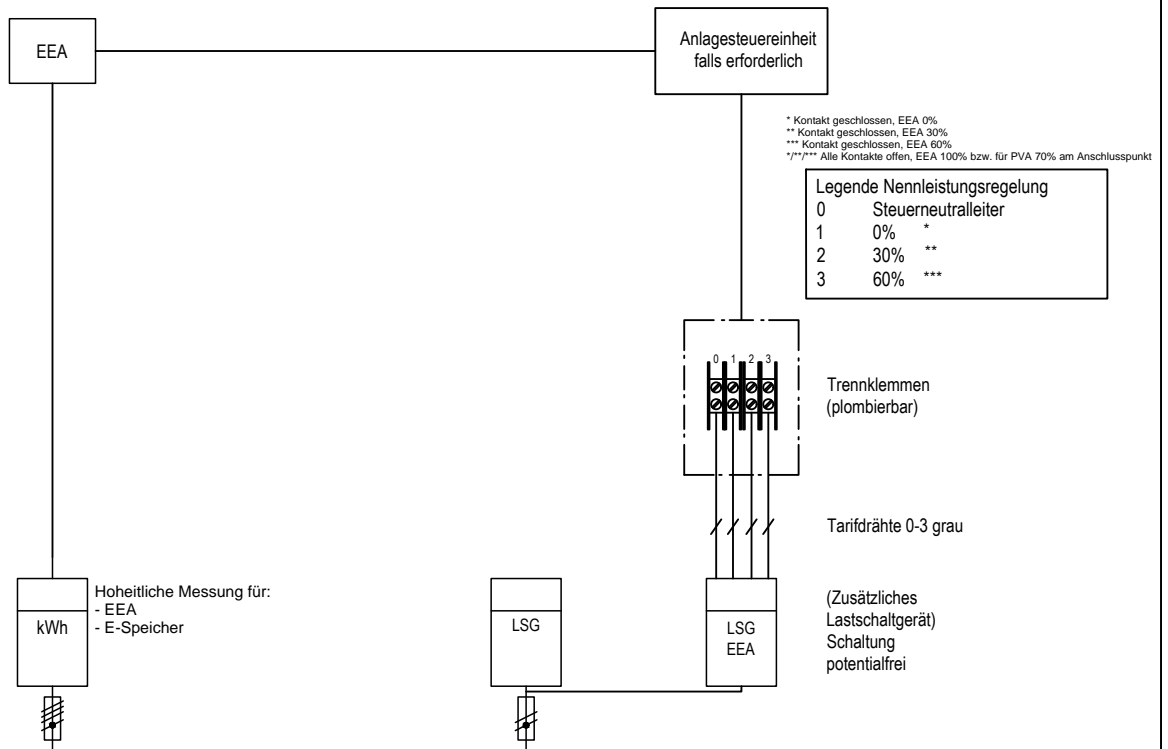 EEA
Anlagesteuereinheit
falls erforderlich
* Kontakt geschlossen, EEA 0%
** Kontakt geschlossen, EEA 30%
*** Kontakt geschlossen, EEA 60%
*/**/*** Alle Kontakte offen, EEA 100% bzw. für PVA 70% am Anschlusspunkt
Legende Nennleistungsregelung
0 Steuerneutralleiter
1 0% *
2 30% **
3 60% ***
0 1 2 3
Trennklemmen
(plombierbar)
Tarifdrähte 0-3 grau
kWh
Hoheitliche Messung für:
- EEA
- E-Speicher
LSG
LSG
EEA
(Zusätzliches
Lastschaltgerät)
Schaltung
potentialfrei